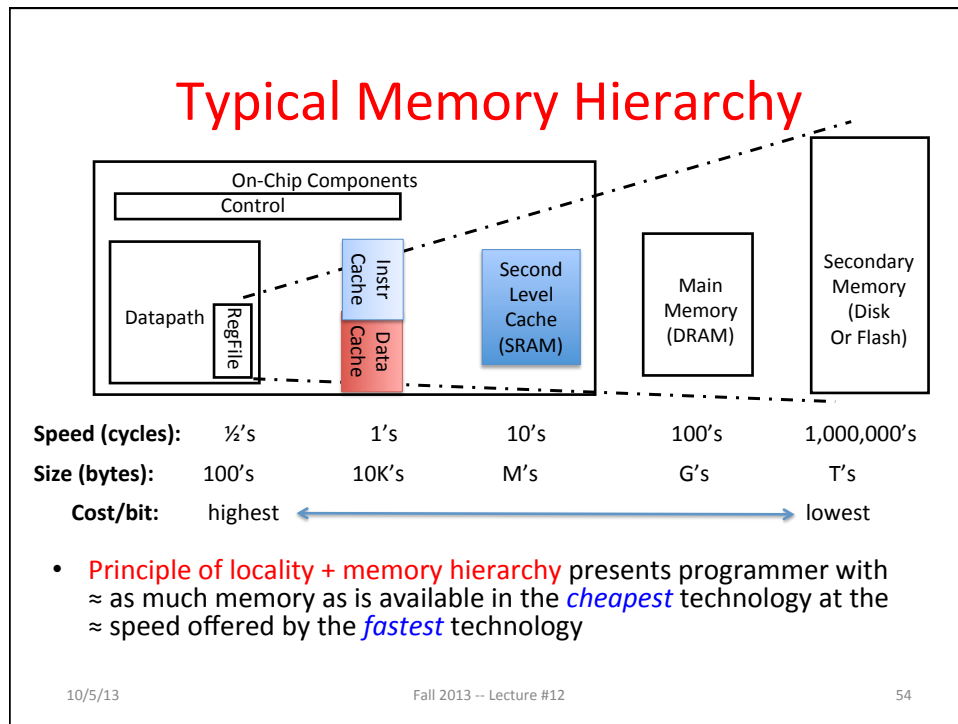 Typical Memory Hierarchy
On-Chip Components
Control
Datapath
RegFile
Instr
Cache
Data
Cache
Second
Level
Cache
(SRAM)
Main
Memory
(DRAM)
Secondary
Memory
(Disk
Or Flash)
Speed (cycles): ½'s 1's 10's 100's 1,000,000's
Size (bytes): 100's 10K's M's G's T's
Cost/bit: highest lowest
• Principle of locality + memory hierarchy presents programmer with
≈ as much memory as is available in the cheapest technology at the
≈ speed offered by the fastest technology
10/5/13 Fall 2013 -- Lecture #12 54